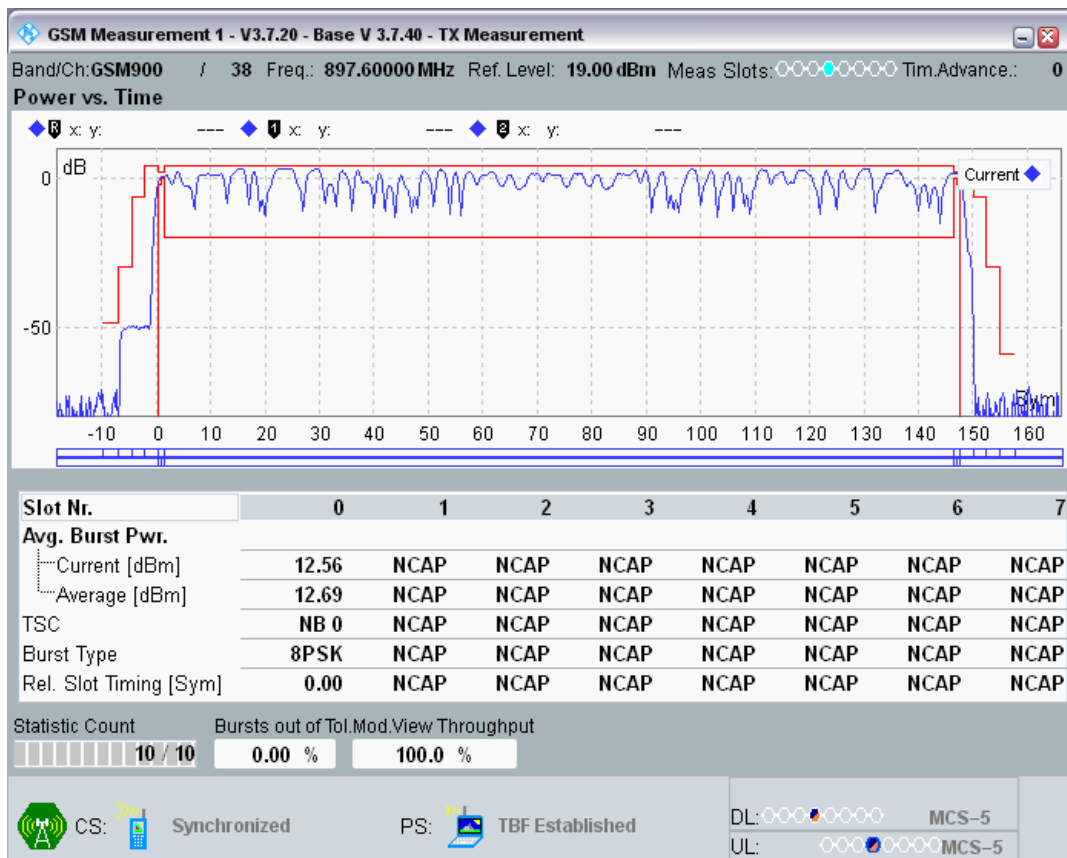 GSM Measurement 1 - V3.7.20 - Base V 3.7.40 - TX Measurement
Band/Ch:GSM900 / 38 Freq.: 897.60000 MHz Ref. Level: 19.00 dBm Meas Slots: Tim.Advance.: 0
Power vs. Time
R x: y: --- 1 x: y: --- 2 x: y: ---
dB
0
Current
-50
-10 0 10 20 30 40 50 60 70 80 90 100 110 120 130 140 150 160
Slot Nr. 0 1 2 3 4 5 6 7
Avg. Burst Pwr.
Current [dBm] 12.56 NCAP NCAP NCAP NCAP NCAP NCAP NCAP
Average [dBm] 12.69 NCAP NCAP NCAP NCAP NCAP NCAP NCAP
TSC NB 0 NCAP NCAP NCAP NCAP NCAP NCAP NCAP
Burst Type 8PSK NCAP NCAP NCAP NCAP NCAP NCAP NCAP
Rel. Slot Timing [Sym] 0.00 NCAP NCAP NCAP NCAP NCAP NCAP NCAP
Statistic Count Bursts out of Tol.Mod.View Throughput
10 / 10 0.00 % 100.0 %
CS: Synchronized PS: TBF Established
DL: MCS-5
UL: MCS-5